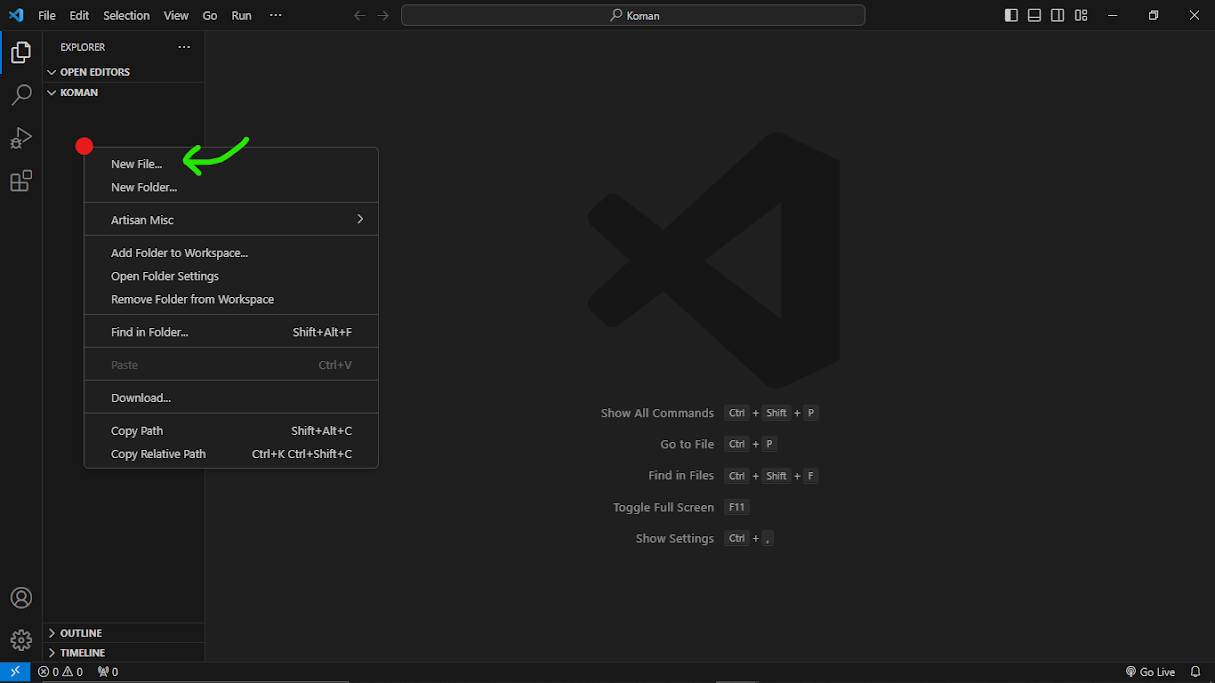 File Edit Selection View Go Run ···
Koman
EXPLORER ···
OPEN EDITORS
KOMAN
New File...
New Folder...
Artisan Misc
Add Folder to Workspace...
Open Folder Settings
Remove Folder from Workspace
Find in Folder... Shift+Alt+F
Paste Ctrl+V
Download...
Copy Path Shift+Alt+C
Copy Relative Path Ctrl+K Ctrl+Shift+C
Show All Commands Ctrl + Shift + P
Go to File Ctrl + P
Find in Files Ctrl + Shift + F
Toggle Full Screen F11
Show Settings Ctrl + ,
OUTLINE
TIMELINE
0 0 0 Go Live